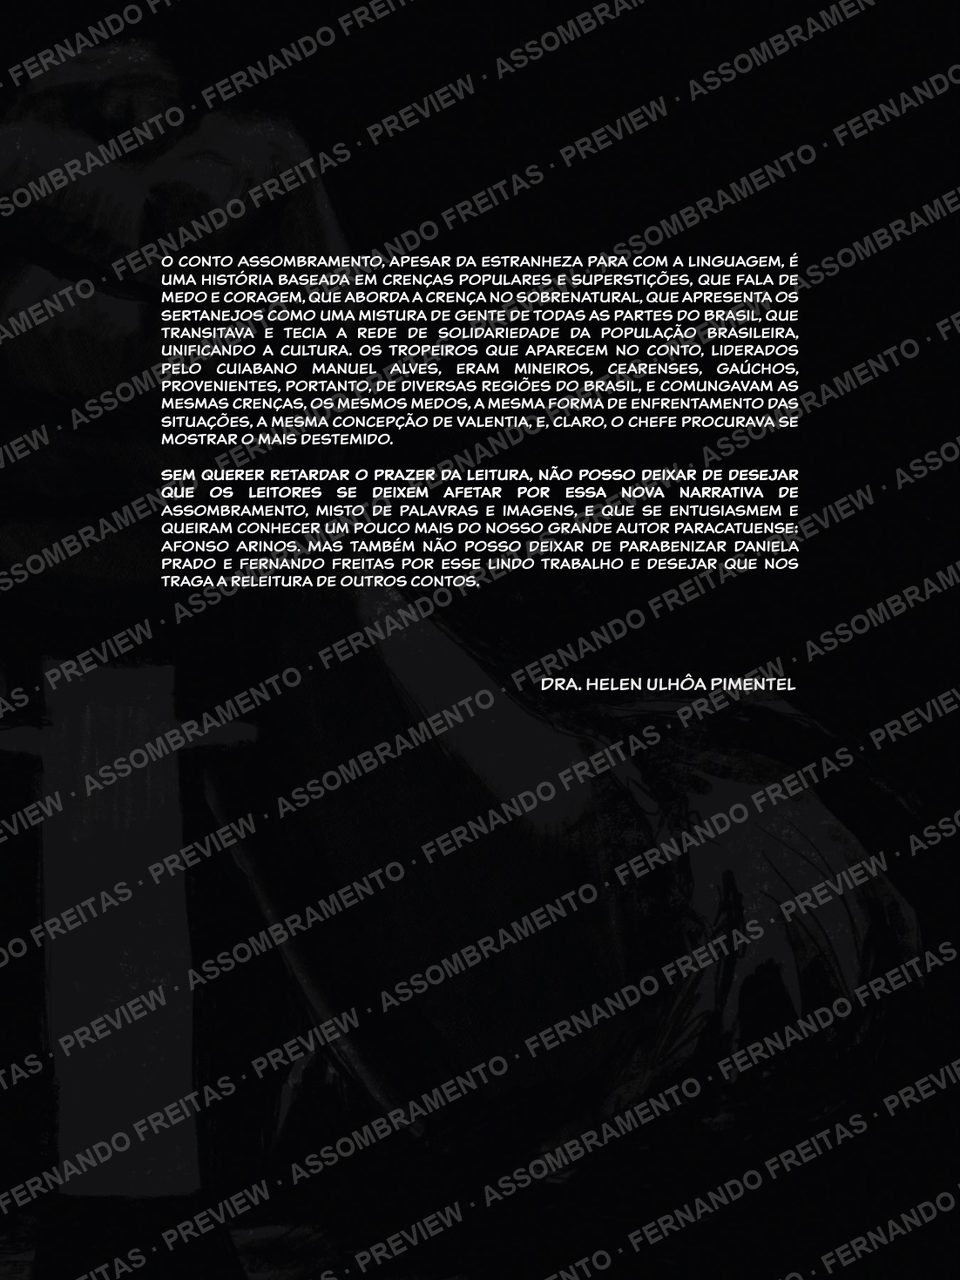 O CONTO ASSOMBRAMENTO, APESAR DA ESTRANHEZA PARA COM A LINGUAGEM, É
UMA HISTÓRIA BASEADA EM CRENÇAS POPULARES E SUPERSTIÇÕES, QUE FALA DE
MEDO E CORAGEM, QUE ABORDA A CRENÇA NO SOBRENATURAL, QUE APRESENTA OS
SERTANEJOS COMO UMA MISTURA DE GENTE DE TODAS AS PARTES DO BRASIL, QUE
TRANSITAVA E TECIA A REDE DE SOLIDARIEDADE DA POPULAÇÃO BRASILEIRA,
UNIFICANDO A CULTURA. OS TROPEIROS QUE APARECEM NO CONTO, LIDERADOS
PELO CUIABANO MANUEL ALVES, ERAM MINEIROS, CEARENSES, GAÚCHOS,
PROVENIENTES, PORTANTO, DE DIVERSAS REGIÕES DO BRASIL, E COMUNGAVAM AS
MESMAS CRENÇAS, OS MESMOS MEDOS, A MESMA FORMA DE ENFRENTAMENTO DAS
SITUAÇÕES, A MESMA CONCEPÇÃO DE VALENTIA, E, CLARO, O CHEFE PROCURAVA SE
MOSTRAR O MAIS DESTEMIDO.
SEM QUERER RETARDAR O PRAZER DA LEITURA, NÃO POSSO DEIXAR DE DESEJAR
QUE OS LEITORES SE DEIXEM AFETAR POR ESSA NOVA NARRATIVA DE
ASSOMBRAMENTO, MISTO DE PALAVRAS E IMAGENS, E QUE SE ENTUSIASMEM E
QUEIRAM CONHECER UM POUCO MAIS DO NOSSO GRANDE AUTOR PARACATUENSE:
AFONSO ARINOS. MAS TAMBÉM NÃO POSSO DEIXAR DE PARABENIZAR DANIELA
PRADO E FERNANDO FREITAS POR ESSE LINDO TRABALHO E DESEJAR QUE NOS
TRAGA A RELEITURA DE OUTROS CONTOS.
DRA. HELEN ULHÔA PIMENTEL
FERNANDO FREITAS · PREVIEW · ASSOMBRAMENTO